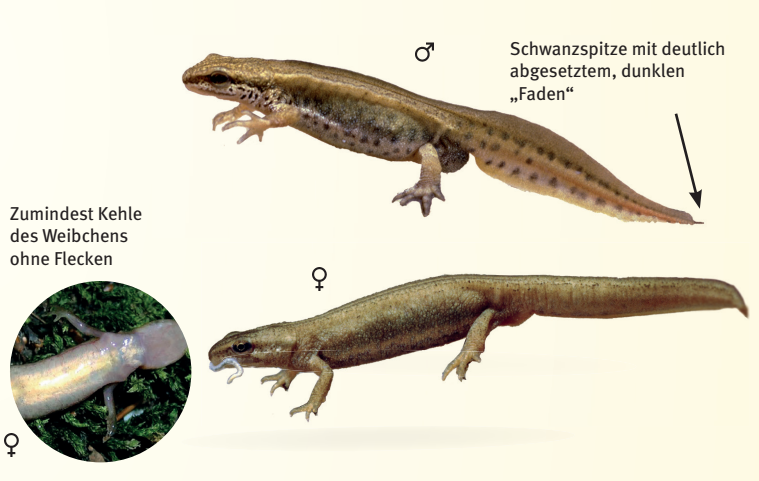 ♂
Schwanzspitze mit deutlich
abgesetztem, dunklen
„Faden“
Zumindest Kehle
des Weibchens
ohne Flecken
♀
♀